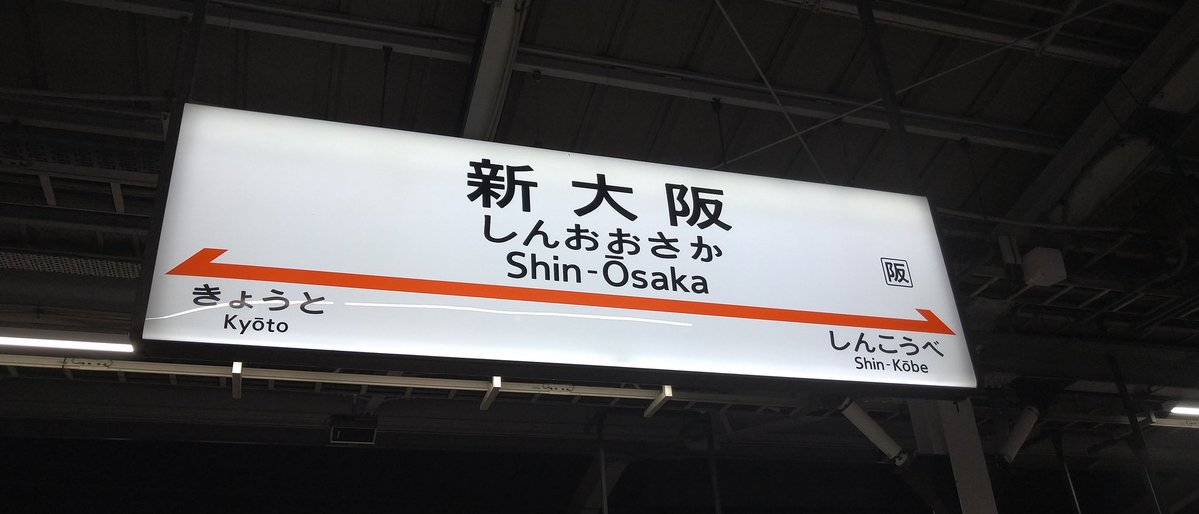 新大阪
しんおおさか
Shin-Ōsaka
阪
きょうと
Kyōto
しんこうべ
Shin-Kōbe